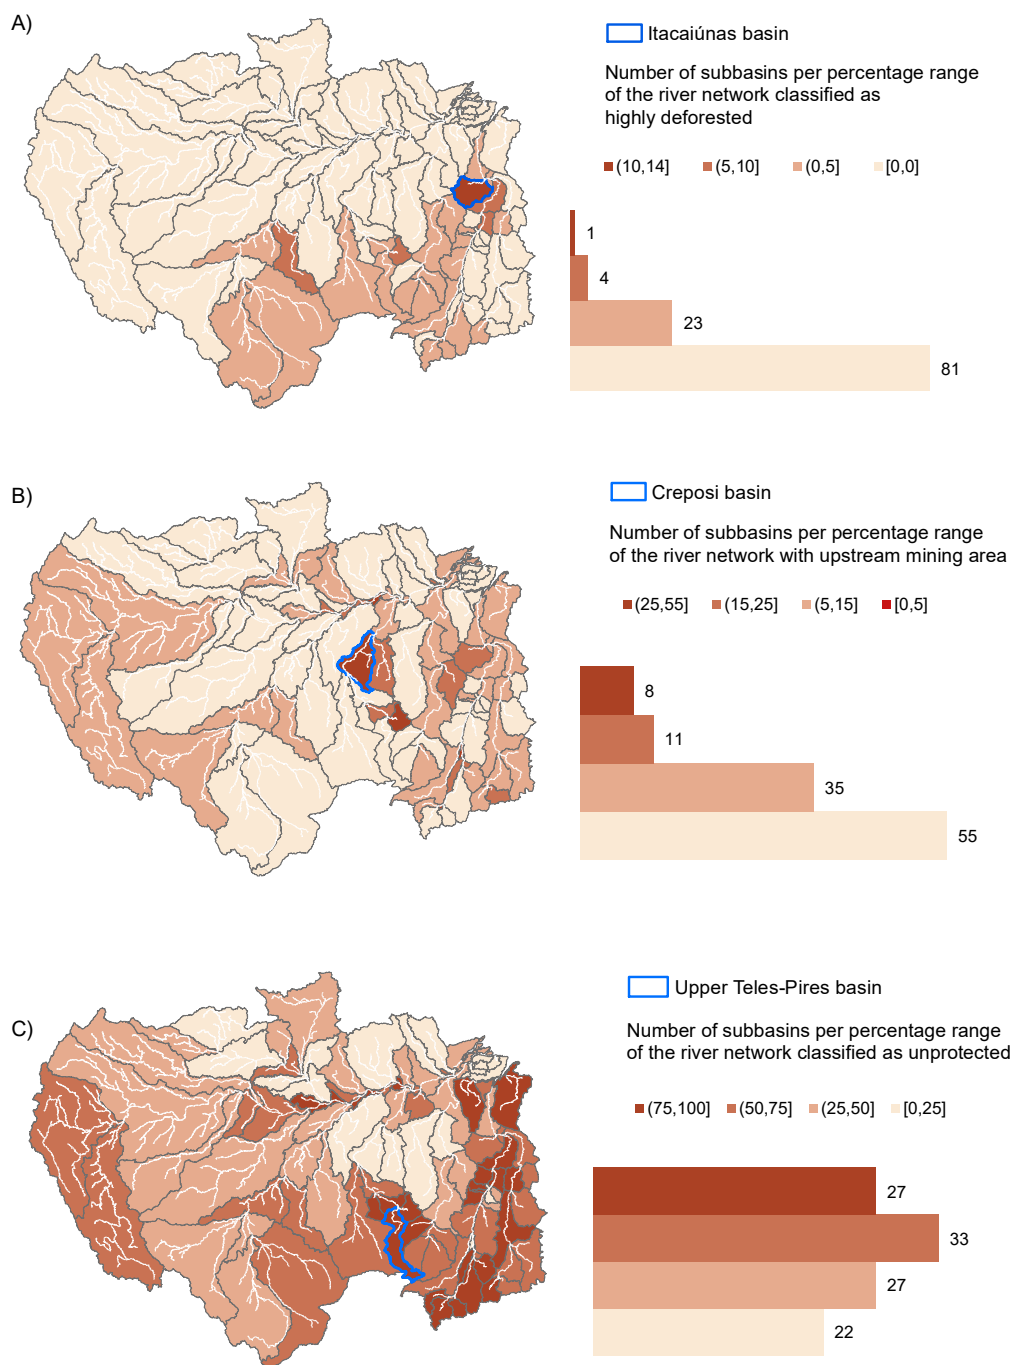 A)
Itacaiúnas basin
Number of subbasins per percentage range
of the river network classified as
highly deforested
(10,14] (5,10] (0,5] [0,0]
1
4
23
81
B)
Creposi basin
Number of subbasins per percentage range
of the river network with upstream mining area
(25,55] (15,25] (5,15] [0,5]
8
11
35
55
C)
Upper Teles-Pires basin
Number of subbasins per percentage range
of the river network classified as unprotected
(75,100] (50,75] (25,50] [0,25]
27
33
27
22